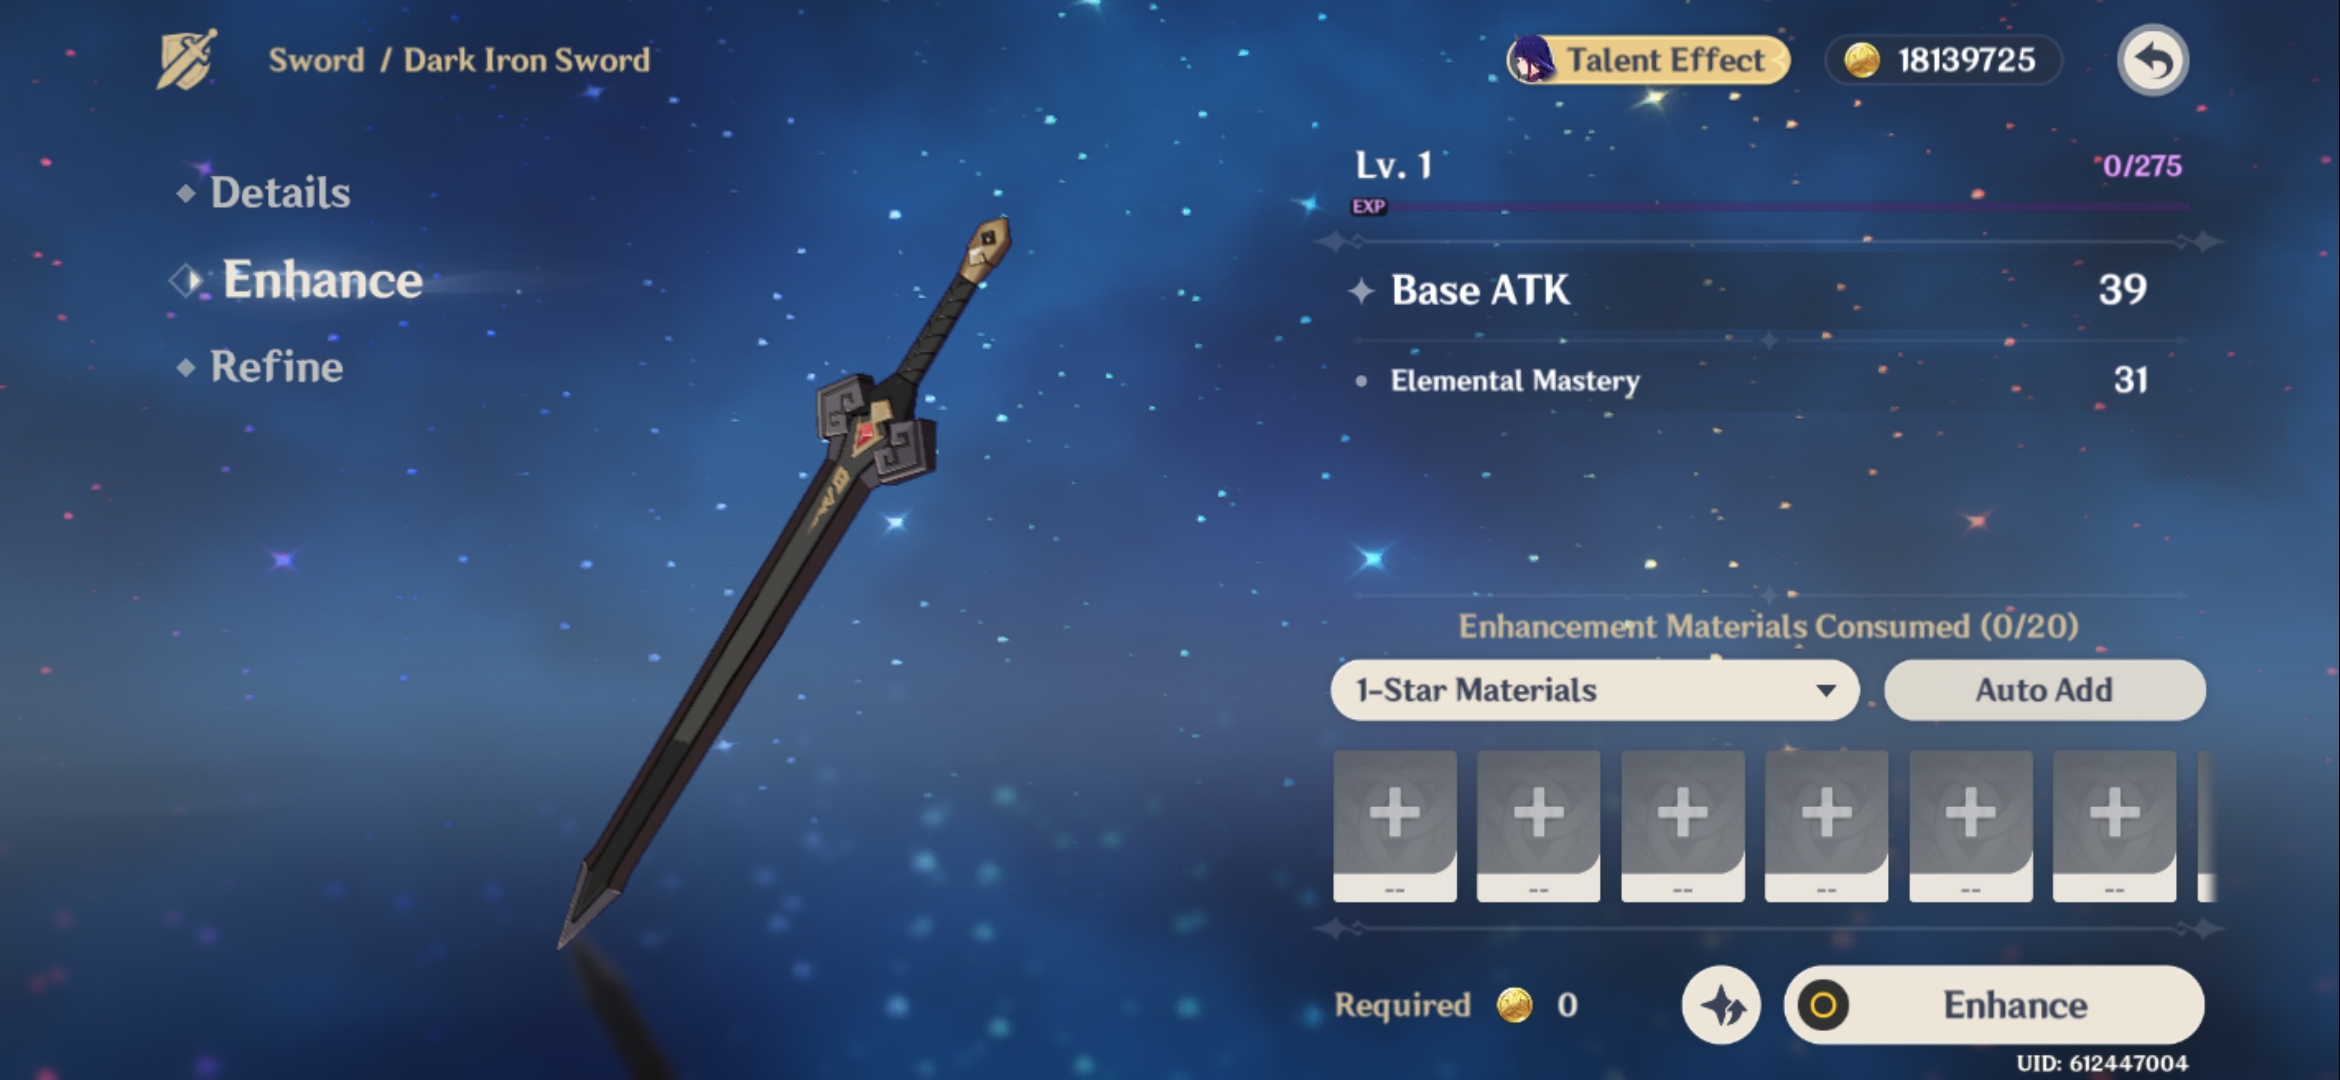 Sword / Dark Iron Sword
Talent Effect
18139725
Details
Enhance
Refine
Lv. 1
0/275
EXP
Base ATK
39
Elemental Mastery
31
Enhancement Materials Consumed (0/20)
1-Star Materials
Auto Add
-- -- -- -- -- --
Required 0
Enhance
UID: 612447004